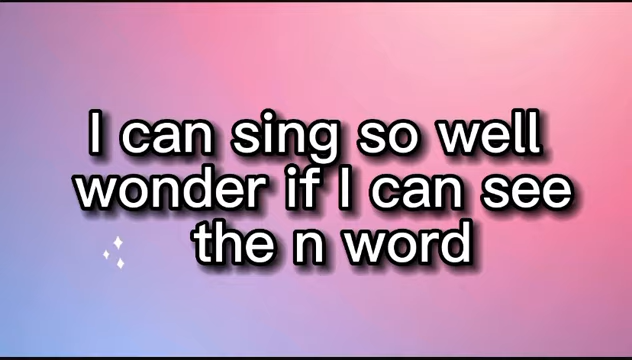 I can sing so well
wonder if I can see
the n word